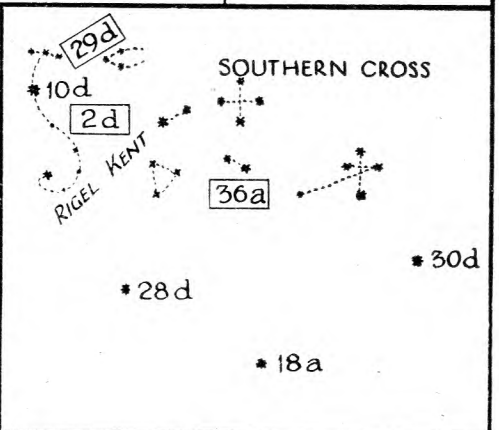 29d
SOUTHERN CROSS
10d
2d
RIGEL KENT
36a
30d
28d
18a